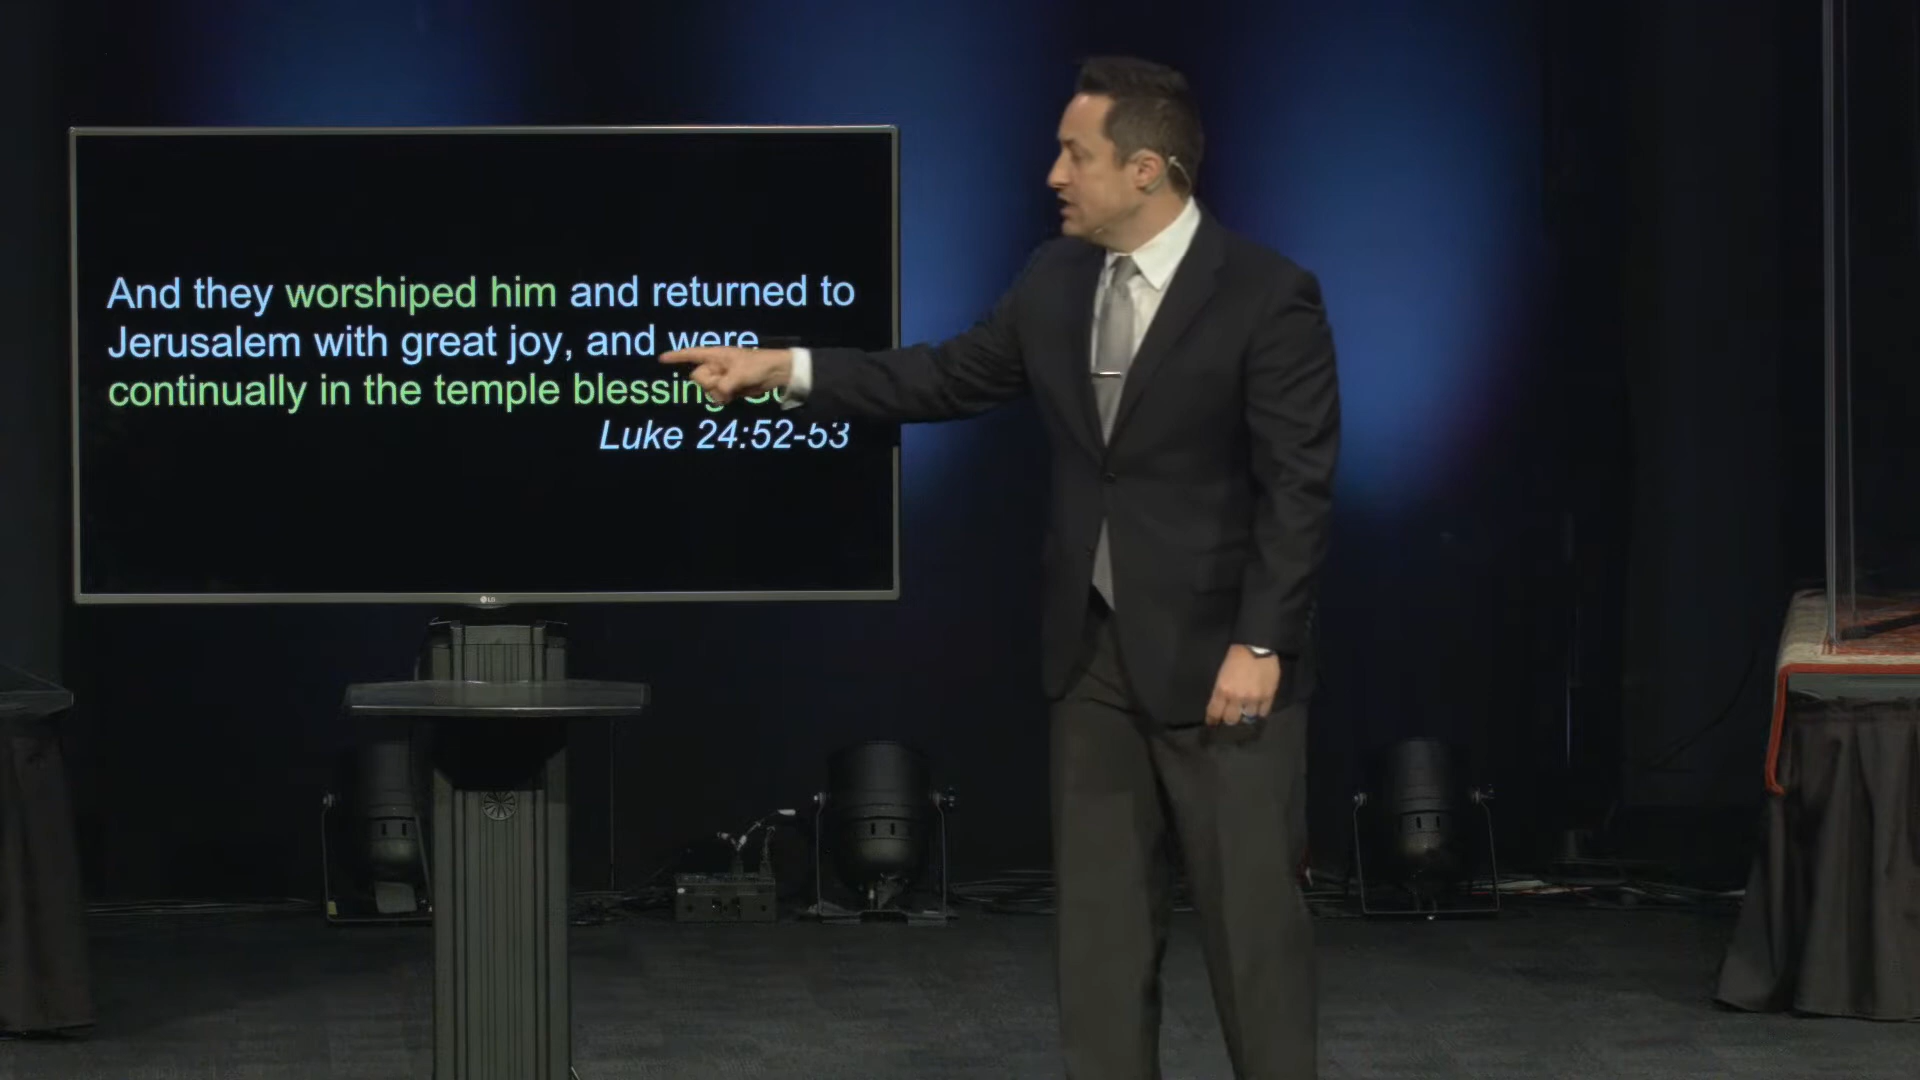 And they worshiped him and returned to
Jerusalem with great joy, and were
continually in the temple blessing
Luke 24:52-53
LG